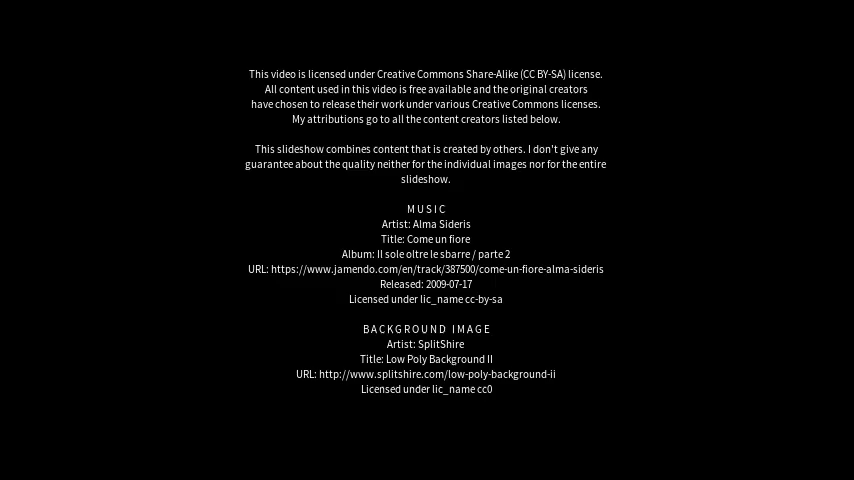 This video is licensed under Creative Commons Share-Alike (CC BY-SA) license.
All content used in this video is free available and the original creators
have chosen to release their work under various Creative Commons licenses.
My attributions go to all the content creators listed below.
This slideshow combines content that is created by others. I don't give any
guarantee about the quality neither for the individual images nor for the entire
slideshow.
MUSIC
Artist: Alma Sideris
Title: Come un fiore
Album: Il sole oltre le sbarre / parte 2
URL: https://www.jamendo.com/en/track/387500/come-un-fiore-alma-sideris
Released: 2009-07-17
Licensed under lic_name cc-by-sa
BACKGROUND IMAGE
Artist: SplitShire
Title: Low Poly Background II
URL: http://www.splitshire.com/low-poly-background-ii
Licensed under lic_name cc0